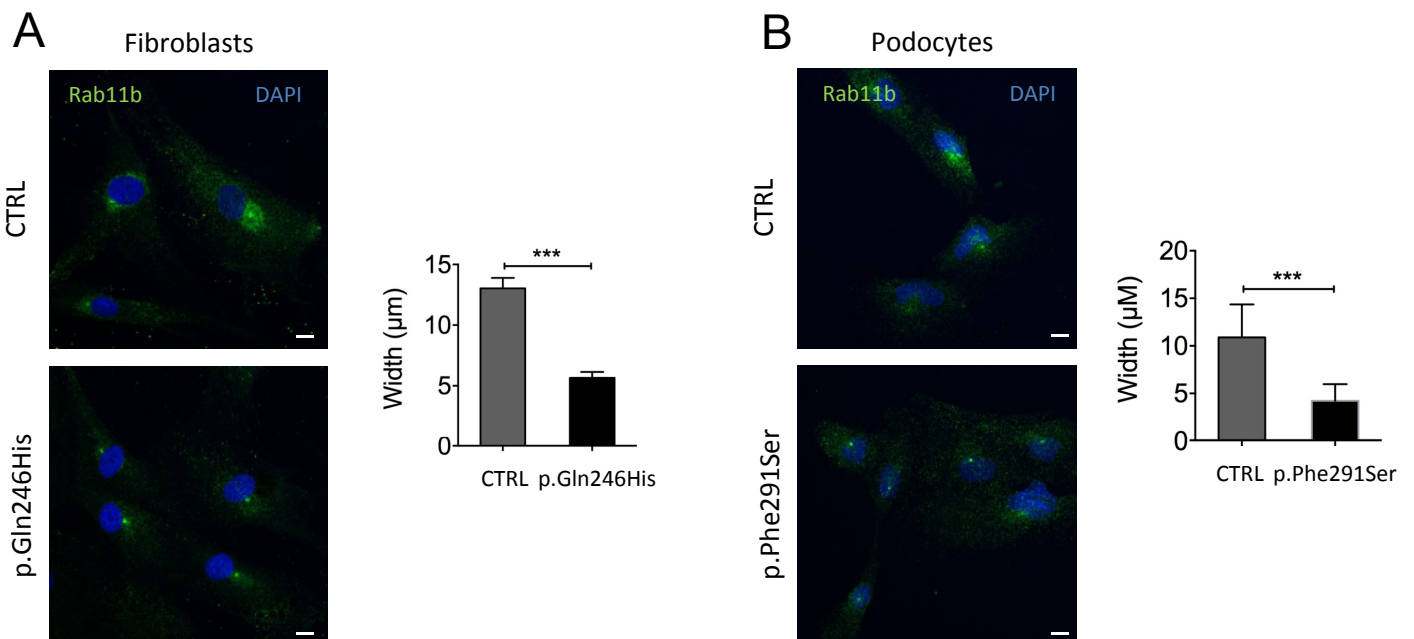 A
Fibroblasts
Rab11b DAPI
CTRL
p.Gln246His
Width (µm)
15
10
5
0
***
CTRL p.Gln246His
B
Podocytes
Rab11b DAPI
CTRL
p.Phe291Ser
Width (µM)
20
15
10
5
0
***
CTRL p.Phe291Ser